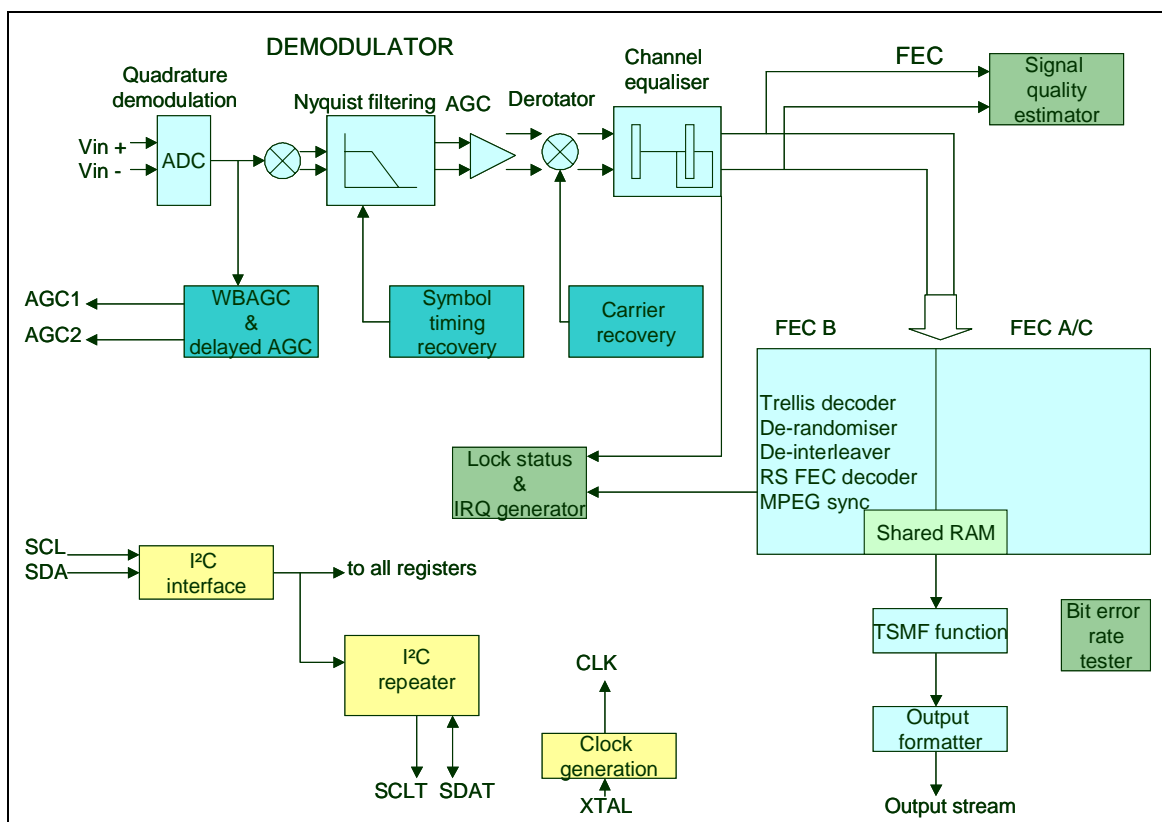 DEMODULATOR
Quadrature
demodulation
Nyquist filtering
AGC
Derotator
Channel
equaliser
FEC
Signal
quality
estimator
Vin +
Vin -
ADC
AGC1
AGC2
WBAGC
&
delayed AGC
Symbol
timing
recovery
Carrier
recovery
FEC B
FEC A/C
Trellis decoder
De-randomiser
De-interleaver
RS FEC decoder
MPEG sync
Shared RAM
Lock status
&
IRQ generator
SCL
SDA
I²C
interface
to all registers
I²C
repeater
SCLT
SDAT
CLK
Clock
generation
XTAL
TSMF function
Bit error
rate
tester
Output
formatter
Output stream